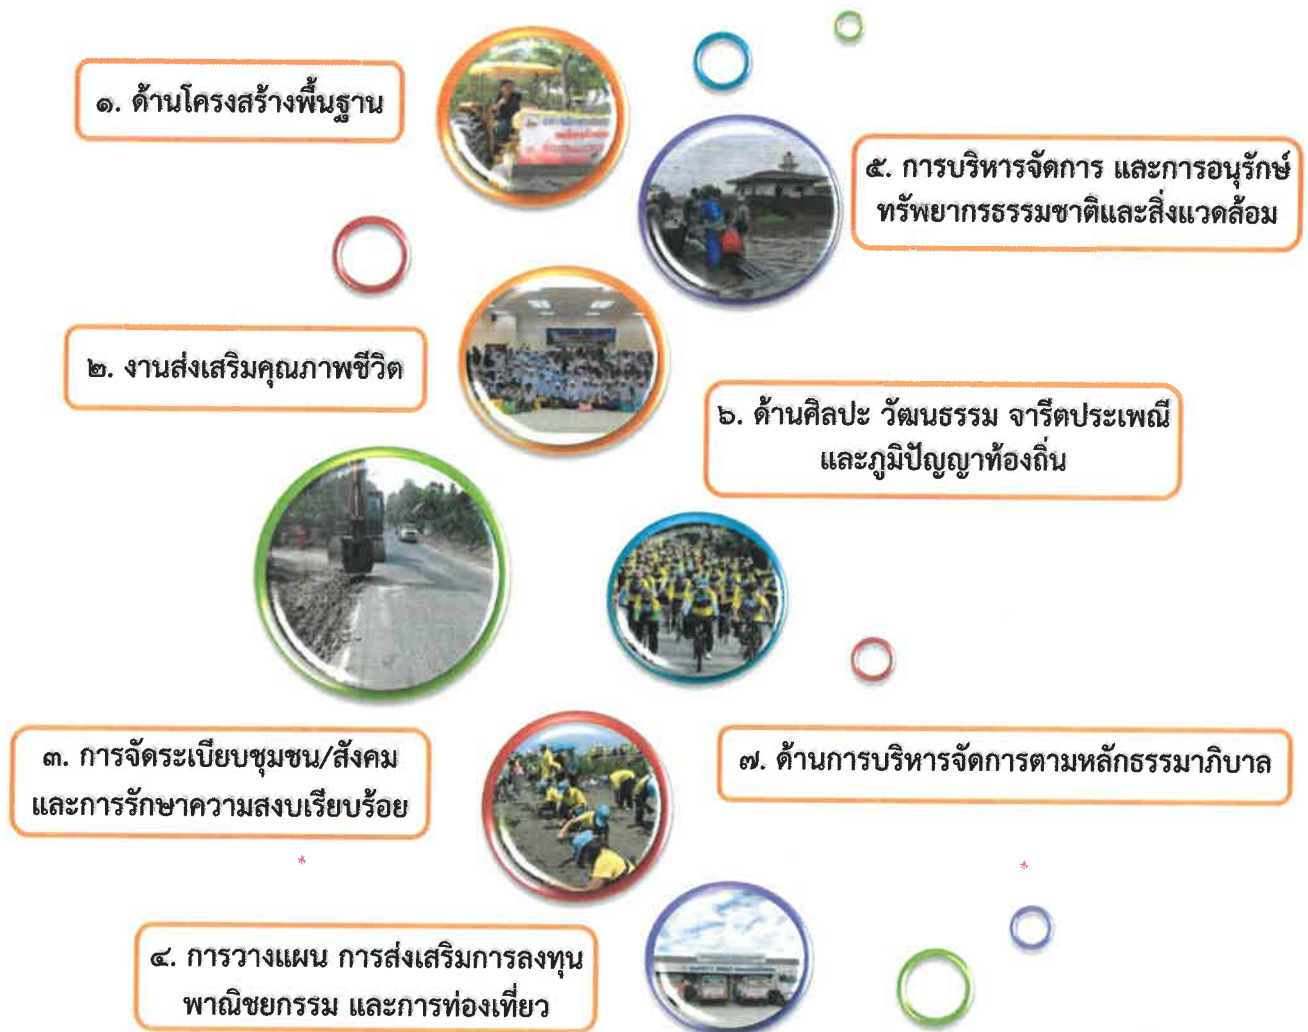 ๑. ด้านโครงสร้างพื้นฐาน
๒. งานส่งเสริมคุณภาพชีวิต
๓. การจัดระเบียบชุมชน/สังคม
และการรักษาความสงบเรียบร้อย
๔. การวางแผน การส่งเสริมการลงทุน
พาณิชยกรรม และการท่องเที่ยว
๕. การบริหารจัดการ และการอนุรักษ์
ทรัพยากรธรรมชาติและสิ่งแวดล้อม
๖. ด้านศิลปะ วัฒนธรรม จารีตประเพณี
และภูมิปัญญาท้องถิ่น
๗. ด้านการบริหารจัดการตามหลักธรรมาภิบาล